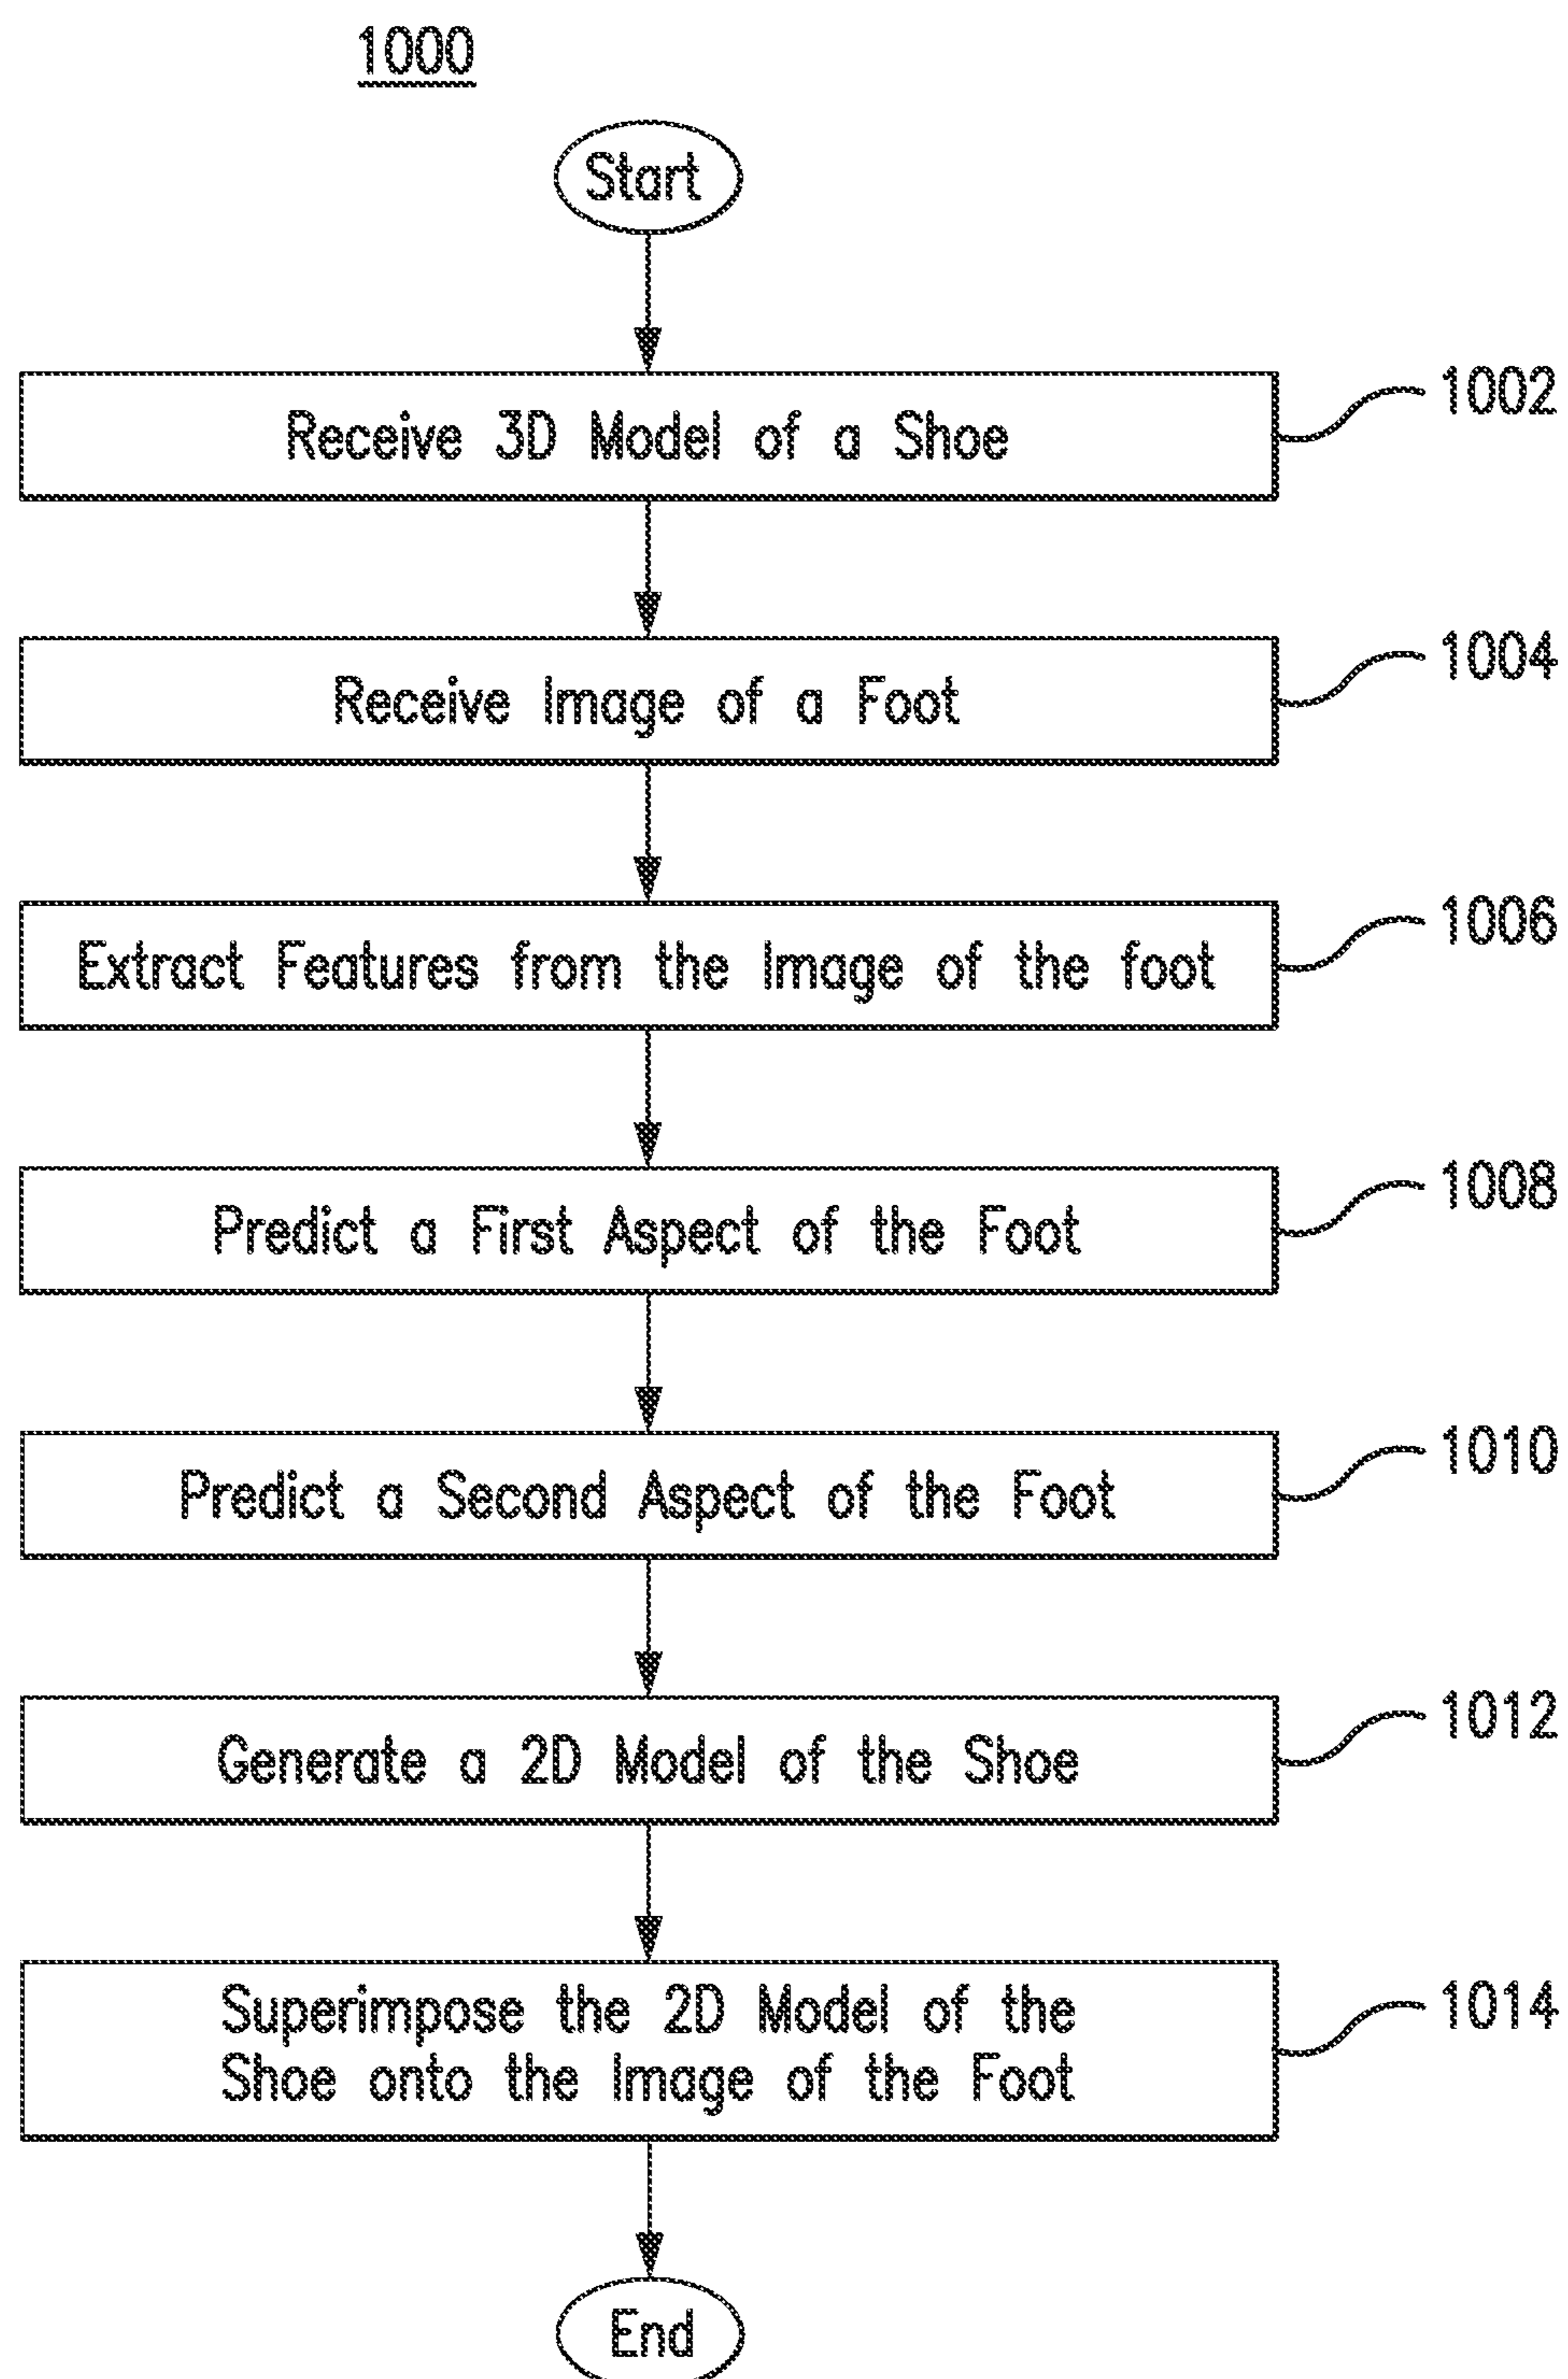 1000
Start
Receive 3D Model of a Shoe
1002
Receive Image of a Foot
1004
Extract Features from the Image of the foot
1006
Predict a First Aspect of the Foot
1008
Predict a Second Aspect of the Foot
1010
Generate a 2D Model of the Shoe
1012
Superimpose the 2D Model of the
Shoe onto the Image of the Foot
1014
End